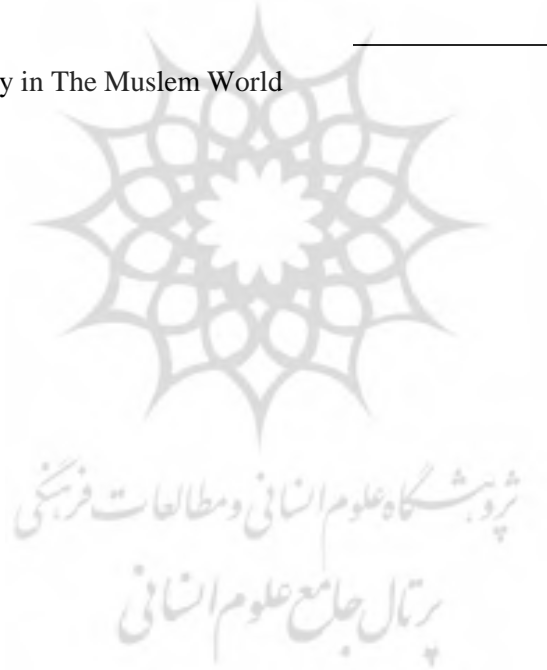 y in The Muslem World
پژوهشگاه علوم انسانی و مطالعات فرهنگی
پرتال جامع علوم انسانی